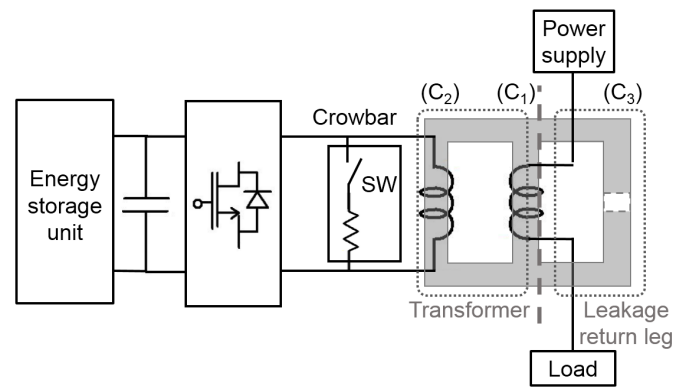 Power
supply
(C₂)
(C₁)
(C₃)
Crowbar
Energy
storage
unit
SW
Transformer
Leakage
return leg
Load